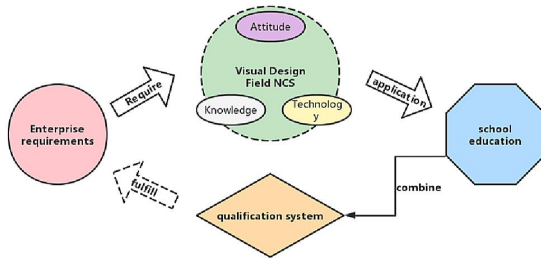 Attitude
Visual Design
Field NCS
Knowledge
Technolog
y
Require
application
Enterprise
requirements
school
education
combine
fulfill
qualification system